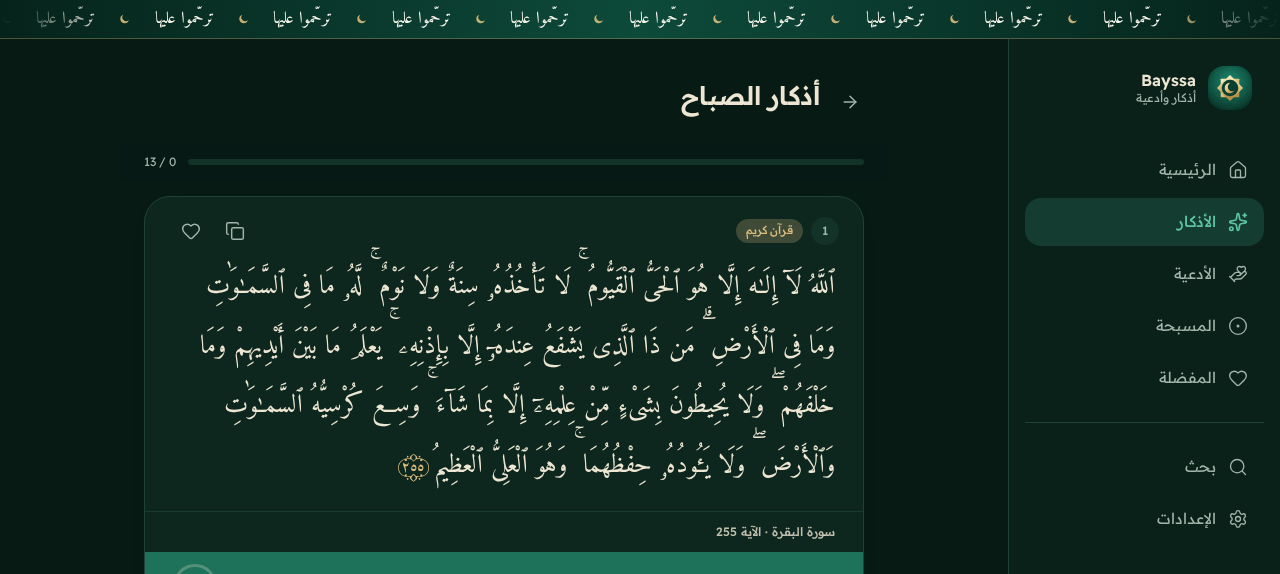 ترحّموا عليها ترحّموا عليها ترحّموا عليها ترحّموا عليها ترحّموا عليها ترحّموا عليها ترحّموا عليها ترحّموا عليها ترحّموا عليها ترحّموا عليها ترحّموا عليها
Bayssa
أذكار وأدعية
الرئيسية
الأذكار
الأدعية
المسبحة
المفضلة
بحث
الإعدادات
أذكار الصباح
0 / 13
1
قرآن كريم
ٱللَّهُ لَآ إِلَـٰهَ إِلَّا هُوَ ٱلْحَىُّ ٱلْقَيُّومُ ۚ لَا تَأْخُذُهُۥ سِنَةٌ وَلَا نَوْمٌ ۚ لَّهُۥ مَا فِى ٱلسَّمَـٰوَٰتِ
وَمَا فِى ٱلْأَرْضِ ۗ مَن ذَا ٱلَّذِى يَشْفَعُ عِندَهُۥٓ إِلَّا بِإِذْنِهِۦ ۚ يَعْلَمُ مَا بَيْنَ أَيْدِيهِمْ وَمَا
خَلْفَهُمْ ۖ وَلَا يُحِيطُونَ بِشَىْءٍ مِّنْ عِلْمِهِۦٓ إِلَّا بِمَا شَآءَ ۚ وَسِعَ كُرْسِيُّهُ ٱلسَّمَـٰوَٰتِ
وَٱلْأَرْضَ ۖ وَلَا يَـُٔودُهُۥ حِفْظُهُمَا ۚ وَهُوَ ٱلْعَلِىُّ ٱلْعَظِيمُ ٢٥٥
سورة البقرة · الآية 255